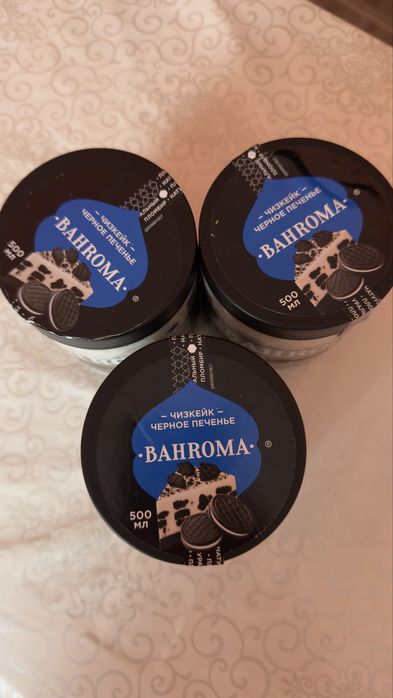 - ЧИЗКЕЙК -
ЧЕРНОЕ ПЕЧЕНЬЕ
·BAHROMA·
®
500
МЛ
- ЧИЗКЕЙК -
ЧЕРНОЕ ПЕЧЕНЬЕ
·BAHROMA·
®
500
МЛ
ПЛОМБИР
- ЧИЗКЕЙК -
ЧЕРНОЕ ПЕЧЕНЬЕ
·BAHROMA·
®
500
МЛ